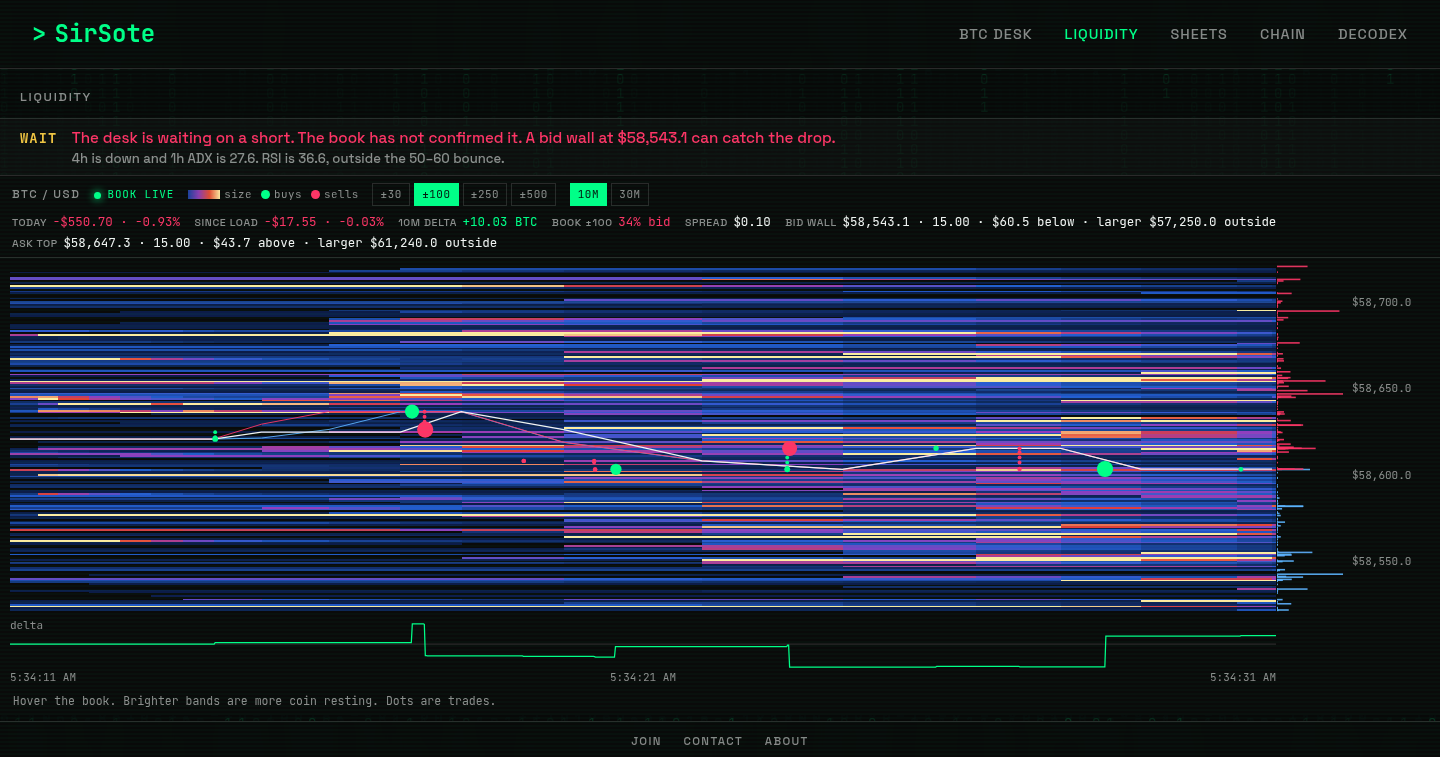 > SirSote
BTC DESK LIQUIDITY SHEETS CHAIN DECODEX
LIQUIDITY
WAIT The desk is waiting on a short. The book has not confirmed it. A bid wall at $58,543.1 can catch the drop.
4h is down and 1h ADX is 27.6. RSI is 36.6, outside the 50–60 bounce.
BTC / USD BOOK LIVE size buys sells ±30 ±100 ±250 ±500 10M 30M
TODAY -$550.70 · -0.93% SINCE LOAD -$17.55 · -0.03% 10M DELTA +10.03 BTC BOOK ±100 34% bid SPREAD $0.10 BID WALL $58,543.1 · 15.00 · $60.5 below · larger $57,250.0 outside
ASK TOP $58,647.3 · 15.00 · $43.7 above · larger $61,240.0 outside
$58,700.0
$58,650.0
$58,600.0
$58,550.0
delta
5:34:11 AM 5:34:21 AM 5:34:31 AM
Hover the book. Brighter bands are more coin resting. Dots are trades.
JOIN CONTACT ABOUT